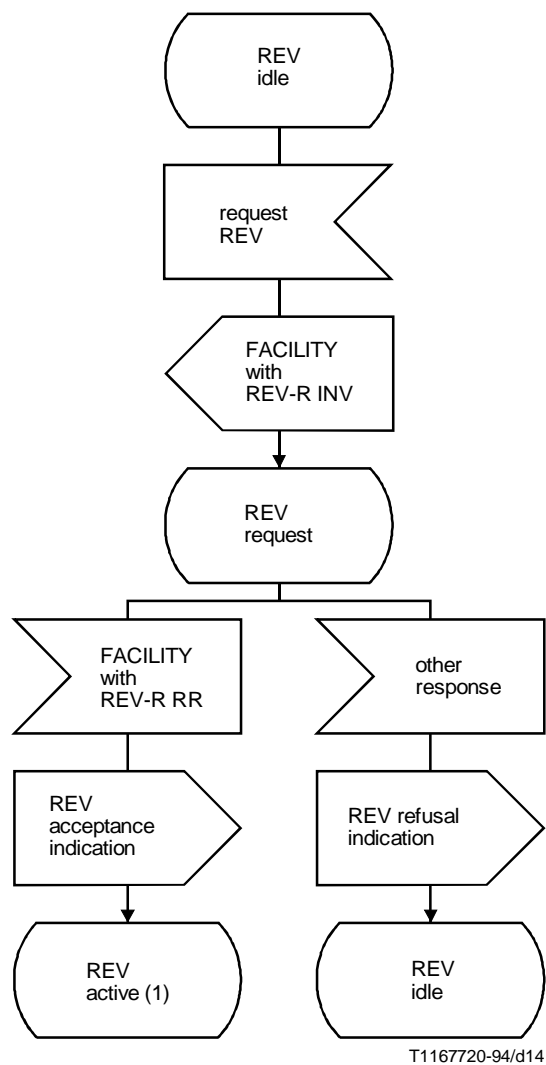 REV
idle
request
REV
FACILITY
with
REV-R INV
REV
request
FACILITY
with
REV-R RR
other
response
REV
acceptance
indication
REV refusal
indication
REV
active (1)
REV
idle
T1167720-94/d14